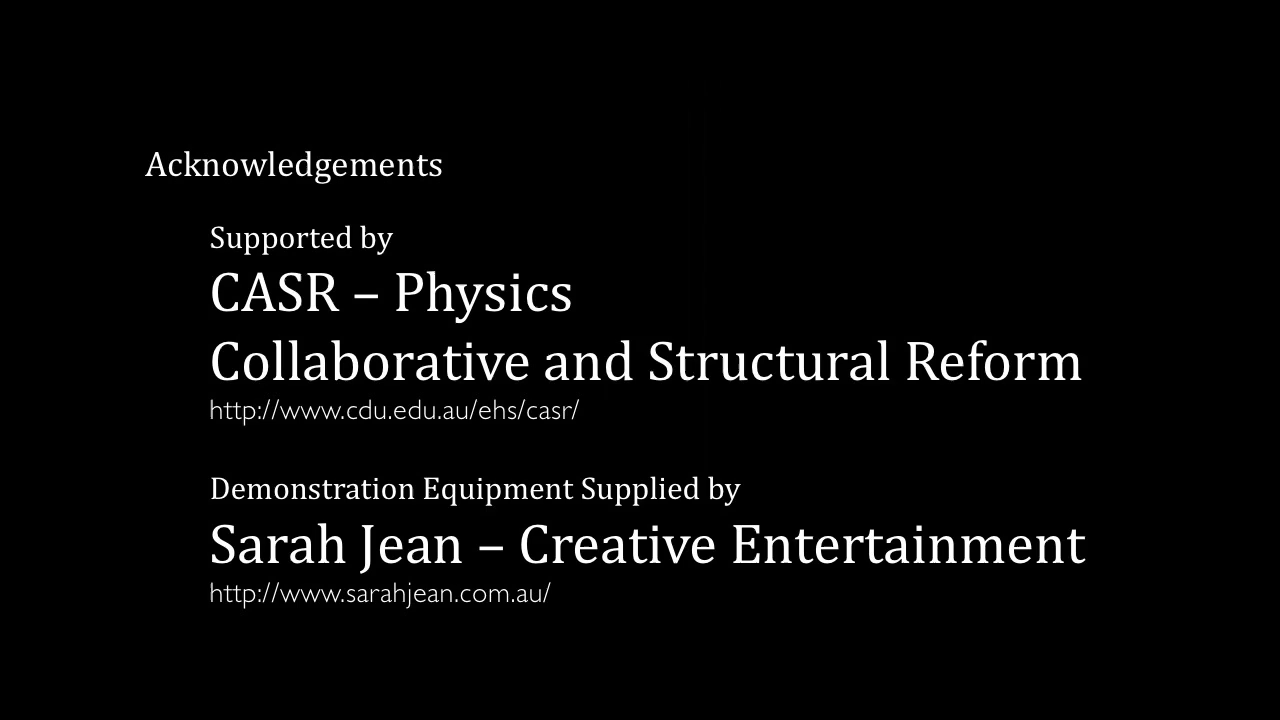 Acknowledgements
Supported by
CASR – Physics
Collaborative and Structural Reform
http://www.cdu.edu.au/ehs/casr/
Demonstration Equipment Supplied by
Sarah Jean – Creative Entertainment
http://www.sarahjean.com.au/